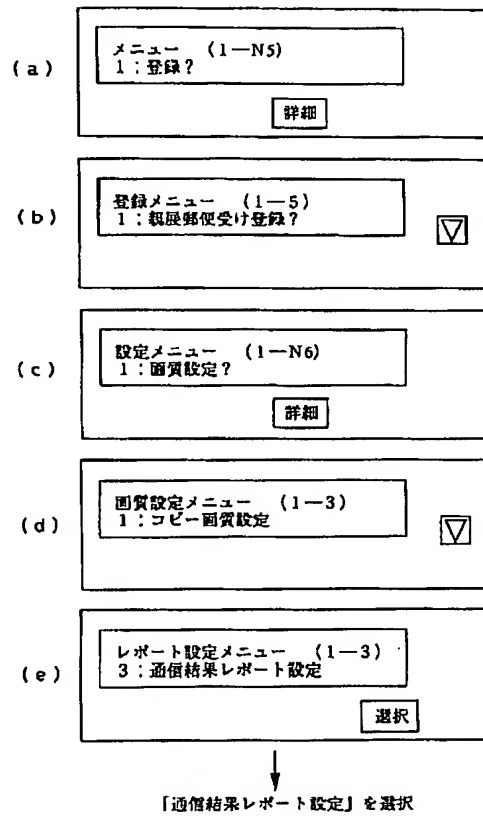 (a)
メニュー (1—N5)
1:登録?
詳細
(b)
登録メニュー (1—5)
1:親展郵便受け登録?
▽
(c)
設定メニュー (1—N6)
1:画質設定?
詳細
(d)
画質設定メニュー (1—3)
1:コピー画質設定
▽
(e)
レポート設定メニュー (1—3)
3:通信結果レポート設定
選択
「通信結果レポート設定」を選択